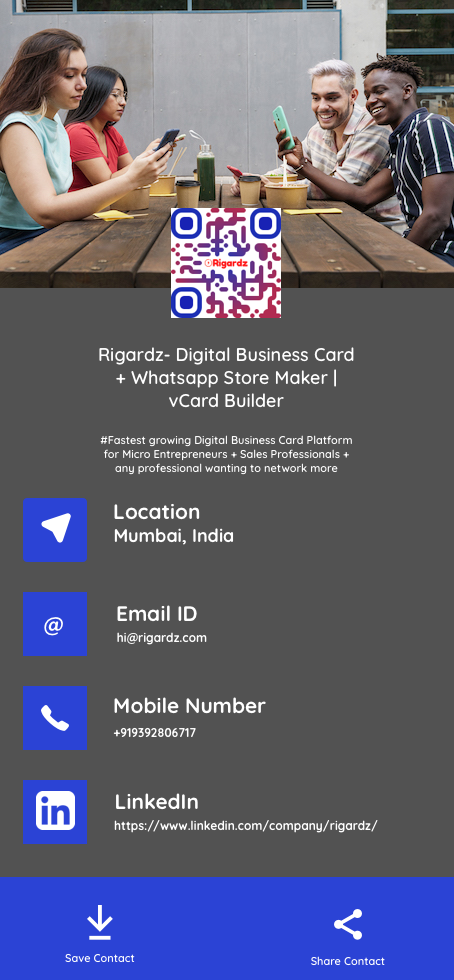 Rigardz
Rigardz- Digital Business Card
+ Whatsapp Store Maker |
vCard Builder
#Fastest growing Digital Business Card Platform
for Micro Entrepreneurs + Sales Professionals +
any professional wanting to network more
Location
Mumbai, India
@
Email ID
hi@rigardz.com
Mobile Number
+919392806717
in
LinkedIn
https://www.linkedin.com/company/rigardz/
Save Contact
Share Contact